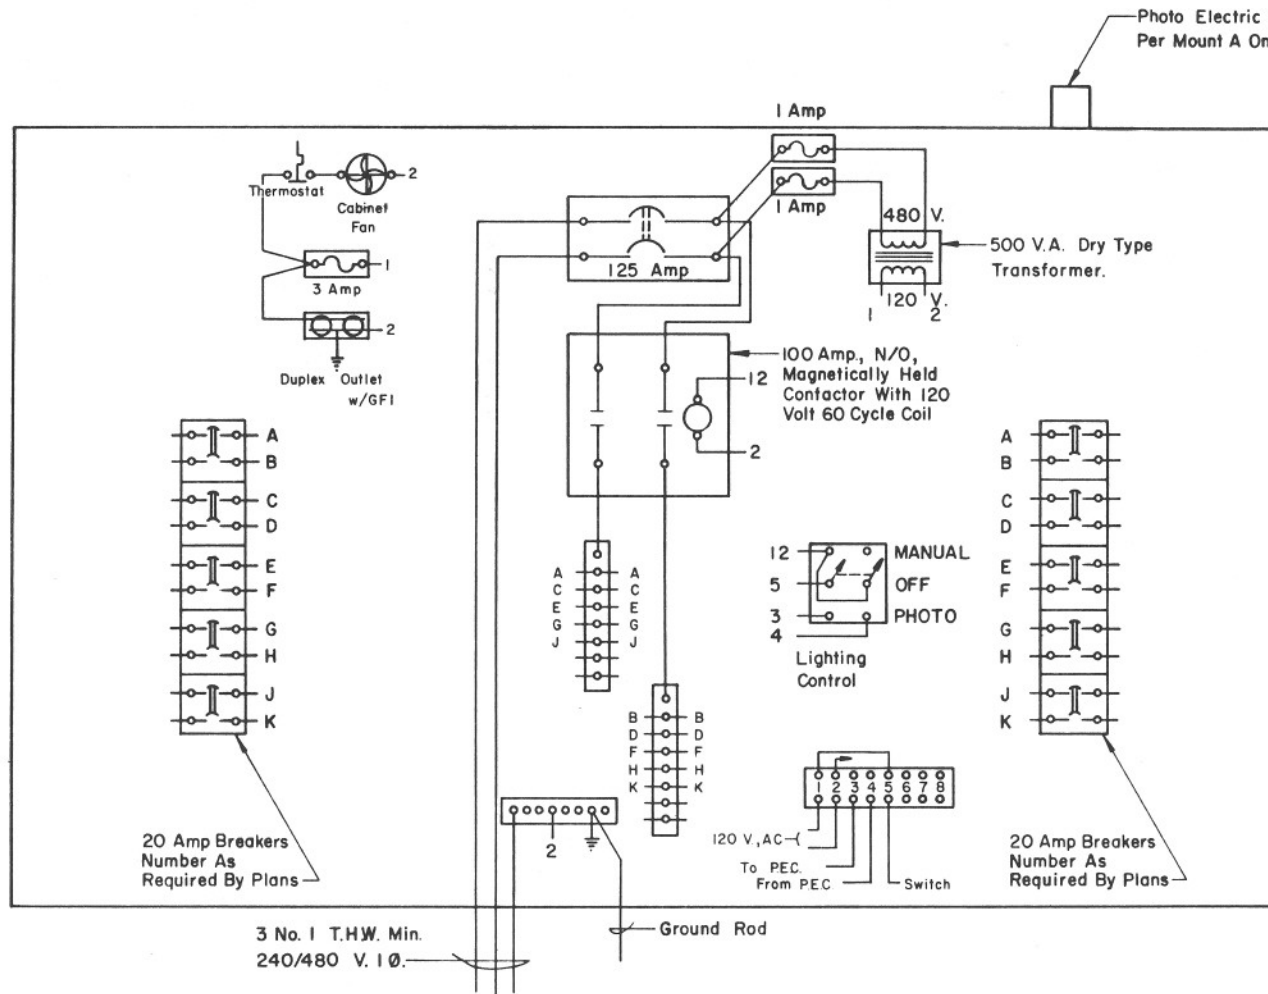 Photo Electric
Per Mount A On
1 Amp
1 Amp
Thermostat
2
Cabinet
Fan
1
3 Amp
2
Duplex Outlet
w/GFI
125 Amp
480 V.
120 V.
1 2
500 V.A. Dry Type
Transformer.
100 Amp., N/O,
Magnetically Held
Contactor With 120
Volt 60 Cycle Coil
12
2
A
B
C
D
E
F
G
H
J
K
20 Amp Breakers
Number As
Required By Plans
A A
C C
E E
G G
J J
B B
D D
F F
H H
K K
12 MANUAL
5 OFF
3 PHOTO
4
Lighting
Control
A
B
C
D
E
F
G
H
J
K
20 Amp Breakers
Number As
Required By Plans
1 2 3 4 5 6 7 8
120 V., AC
To P.E.C.
From P.E.C
Switch
2
Ground Rod
3 No. 1 T.H.W. Min.
240/480 V. 1 Ø.